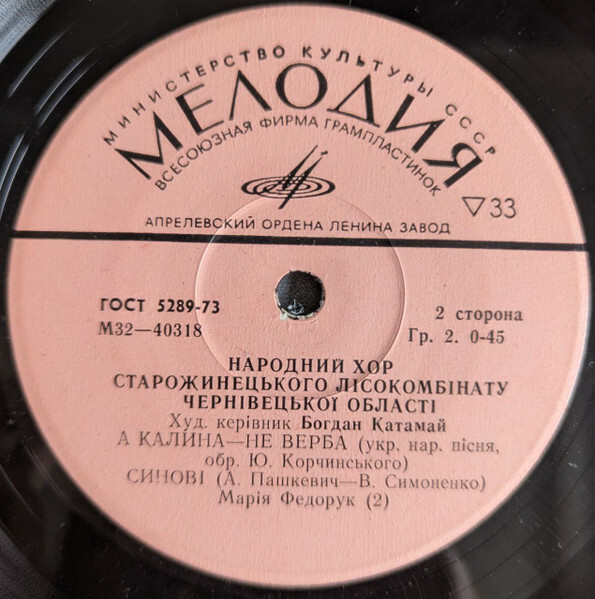 МИНИСТЕРСТВО КУЛЬТУРЫ СССР
МЕЛОДИЯ
ВСЕСОЮЗНАЯ ФИРМА ГРАМПЛАСТИНОК
▽33
АПРЕЛЕВСКИЙ ОРДЕНА ЛЕНИНА ЗАВОД
ГОСТ 5289-73
М32—40318
2 сторона
Гр. 2. 0-45
НАРОДНИЙ ХОР
СТАРОЖИНЕЦЬКОГО ЛІСОКОМБІНАТУ
ЧЕРНІВЕЦЬКОЇ ОБЛАСТІ
Худ. керівник Богдан Катамай
А КАЛИНА—НЕ ВЕРБА (укр. нар. пісня,
обр. Ю. Корчинського)
СИНОВІ (А. Пашкевич—В. Симоненко)
Марія Федорук (2)